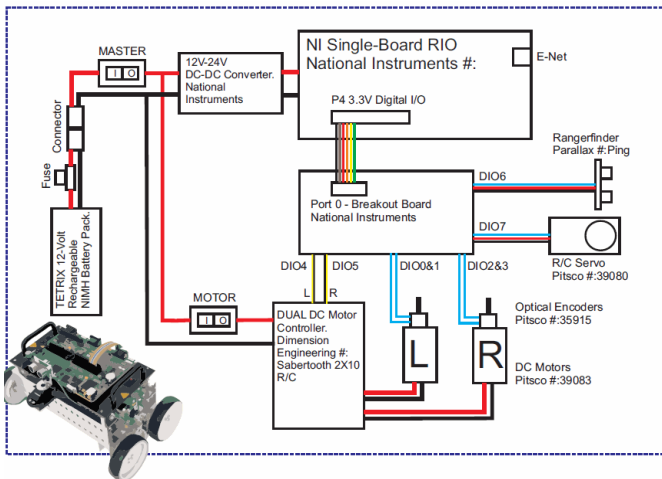 MASTER
I O
12V-24V
DC-DC Converter.
National
Instruments
NI Single-Board RIO
National Instruments #:
E-Net
P4 3.3V Digital I/O
Connector
Fuse
TETRIX 12-Volt
Rechargeable
NIMH Battery Pack.
Port 0 - Breakout Board
National Instruments
Rangerfinder
Parallax #:Ping
DIO6
DIO7
R/C Servo
Pitsco #:39080
DIO4
DIO5
L
R
DIO0&1
DIO2&3
MOTOR
I O
DUAL DC Motor
Controller.
Dimension
Engineering #:
Sabertooth 2X10
R/C
Optical Encoders
Pitsco #:35915
L
R
DC Motors
Pitsco #:39083